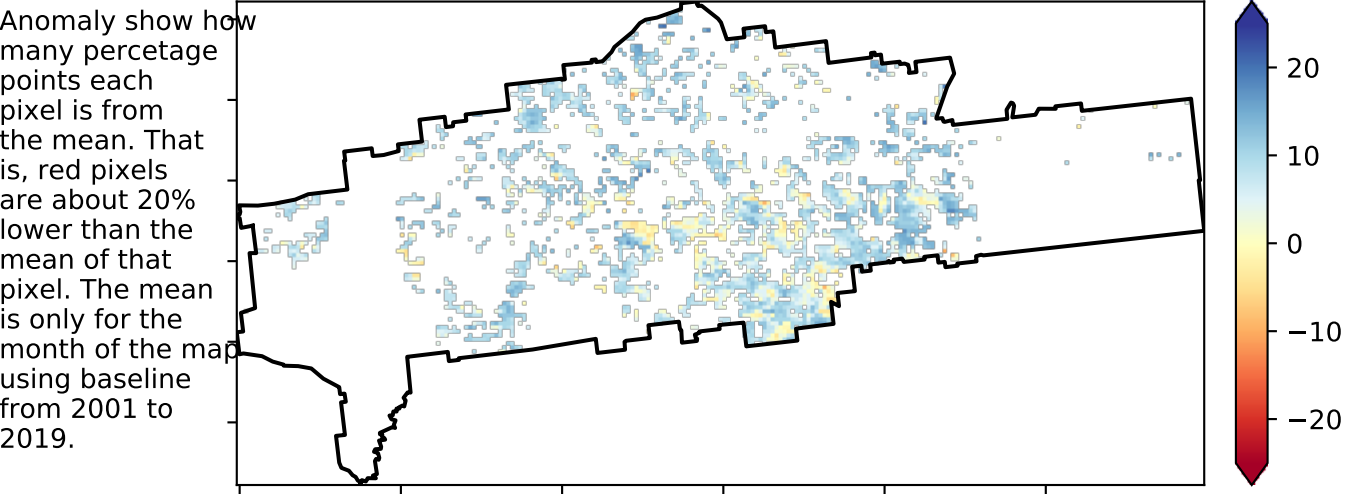 Anomaly show how
many percetage
points each
pixel is from
the mean. That
is, red pixels
are about 20%
lower than the
mean of that
pixel. The mean
is only for the
month of the map
using baseline
from 2001 to
2019.
20
10
0
−10
−20